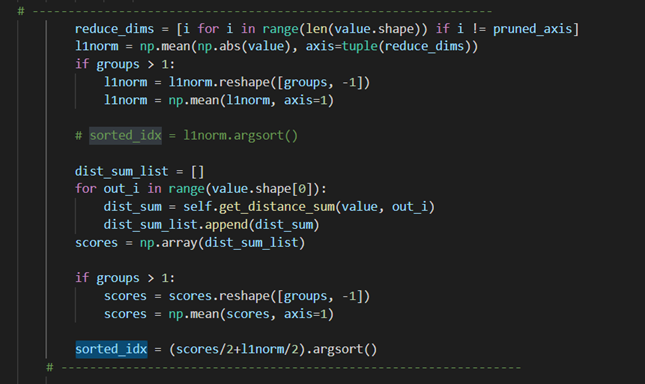 # ------------------------------------------------------------
reduce_dims = [i for i in range(len(value.shape)) if i != pruned_axis]
l1norm = np.mean(np.abs(value), axis=tuple(reduce_dims))
if groups > 1:
l1norm = l1norm.reshape([groups, -1])
l1norm = np.mean(l1norm, axis=1)
# sorted_idx = l1norm.argsort()
dist_sum_list = []
for out_i in range(value.shape[0]):
dist_sum = self.get_distance_sum(value, out_i)
dist_sum_list.append(dist_sum)
scores = np.array(dist_sum_list)
if groups > 1:
scores = scores.reshape([groups, -1])
scores = np.mean(scores, axis=1)
sorted_idx = (scores/2+l1norm/2).argsort()
# ------------------------------------------------------------